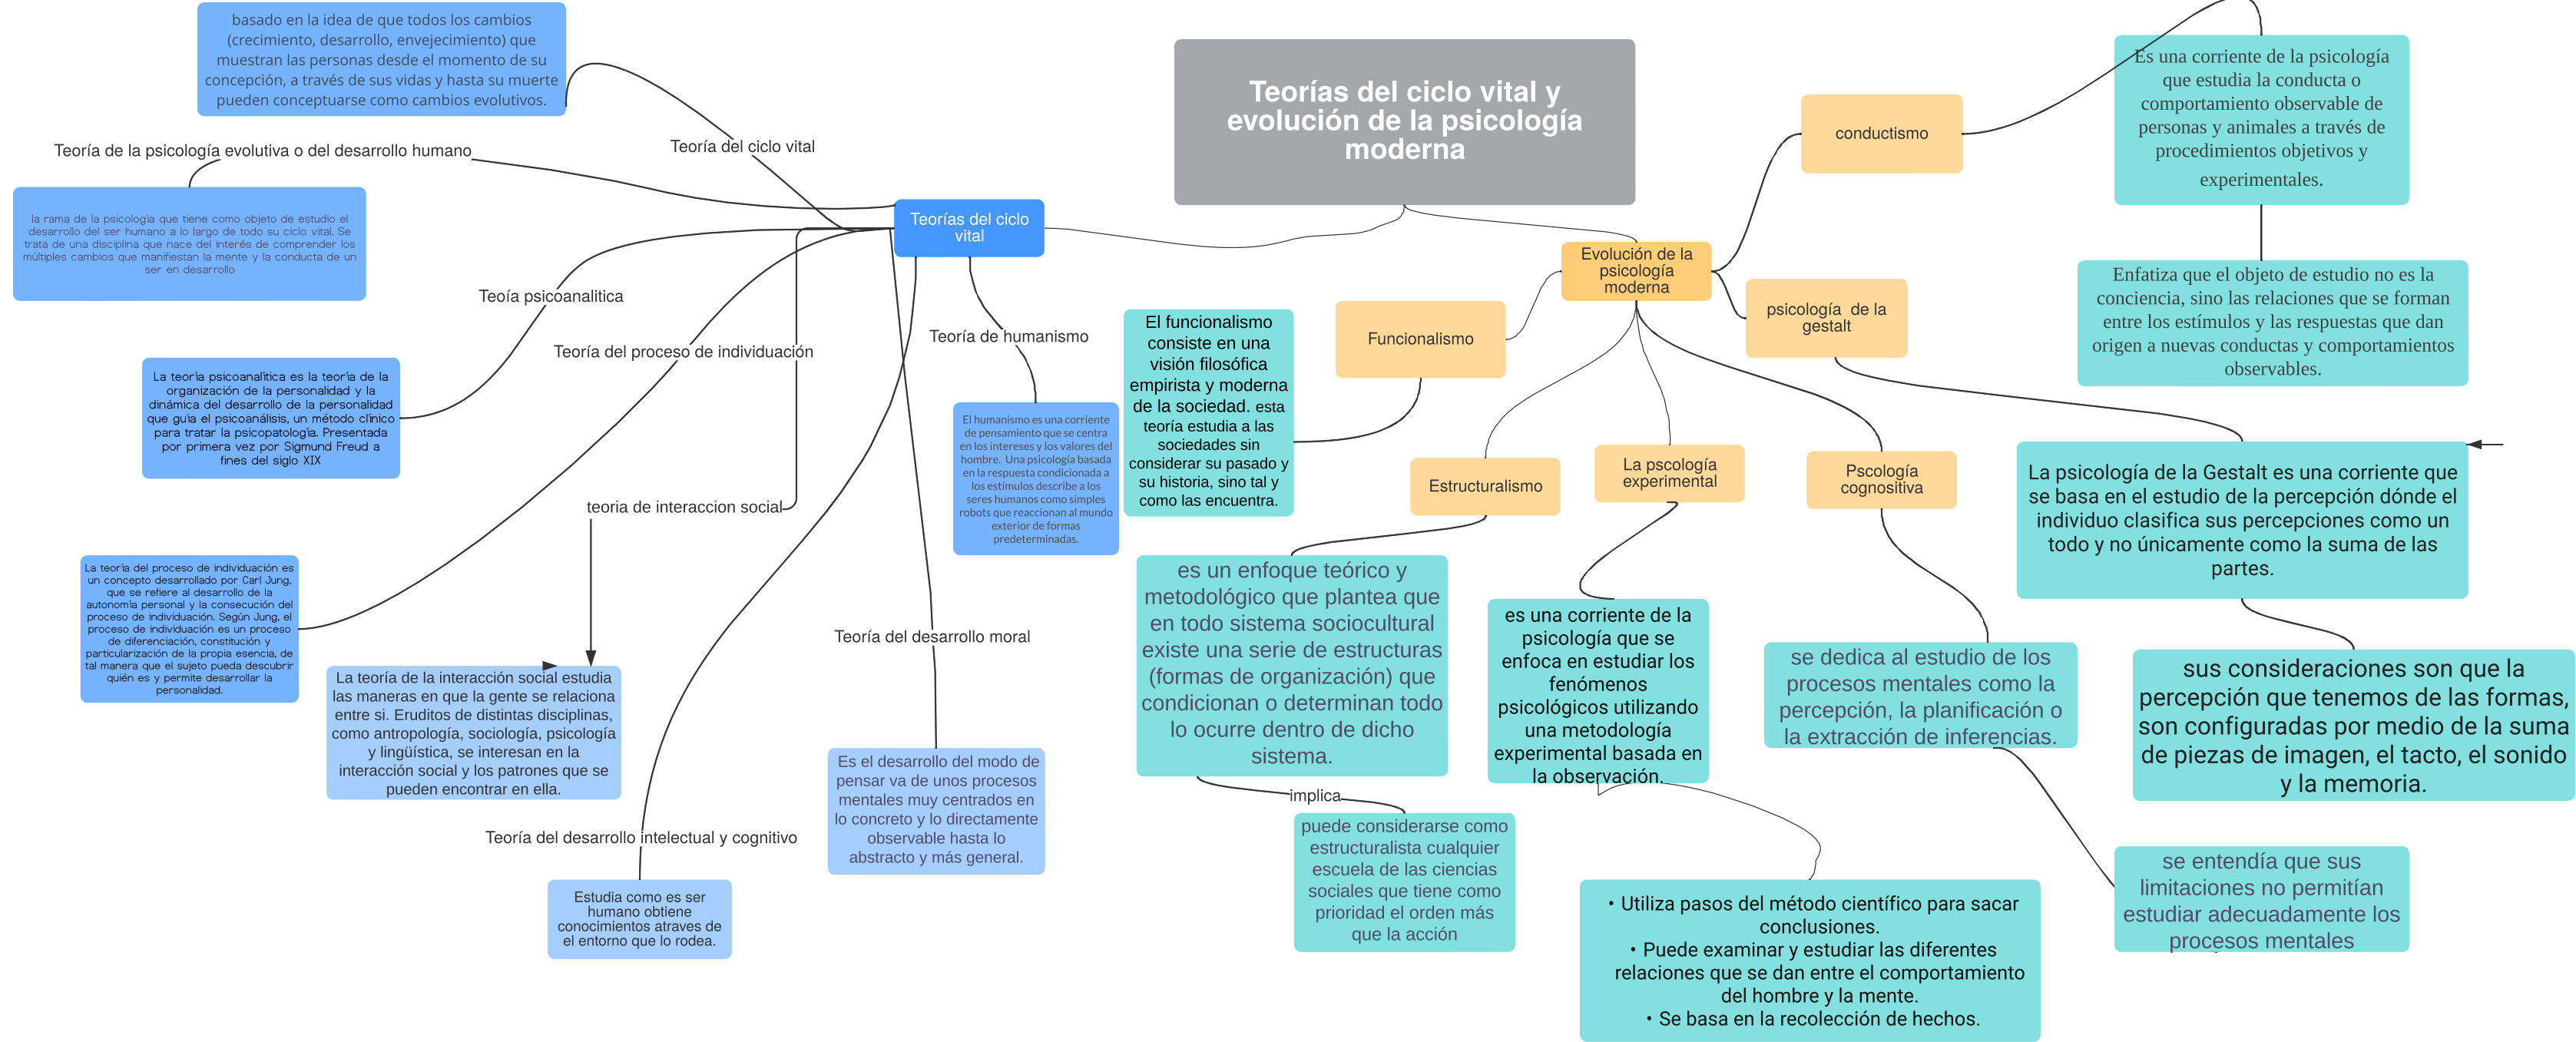 Teorías del ciclo vital y
evolución de la psicología
moderna
basado en la idea de que todos los cambios
(crecimiento, desarrollo, envejecimiento) que
muestran las personas desde el momento de su
concepción, a través de sus vidas y hasta su muerte
pueden conceptuarse como cambios evolutivos.
Teoría del ciclo vital
Teoría de la psicología evolutiva o del desarrollo humano
la rama de la psicología que tiene como objeto de estudio el
desarrollo del ser humano a lo largo de todo su ciclo vital. Se
trata de una disciplina que nace del interés de comprender los
múltiples cambios que manifiestan la mente y la conducta de un
ser en desarrollo
Teorías del ciclo
vital
Teoía psicoanalitica
La teoría psicoanalítica es la teoría de la
organización de la personalidad y la
dinámica del desarrollo de la personalidad
que guía el psicoanálisis, un método clínico
para tratar la psicopatología. Presentada
por primera vez por Sigmund Freud a
fines del siglo XIX
Teoría del proceso de individuación
La teoría del proceso de individuación es
un concepto desarrollado por Carl Jung,
que se refiere al desarrollo de la
autonomía personal y la consecución del
proceso de individuación. Según Jung, el
proceso de individuación es un proceso
de diferenciación, constitución y
particularización de la propia esencia, de
tal manera que el sujeto pueda descubrir
quién es y permite desarrollar la
personalidad.
teoria de interaccion social
La teoría de la interacción social estudia
las maneras en que la gente se relaciona
entre si. Eruditos de distintas disciplinas,
como antropología, sociología, psicología
y lingüística, se interesan en la
interacción social y los patrones que se
pueden encontrar en ella.
Teoría del desarrollo intelectual y cognitivo
Estudia como es ser
humano obtiene
conocimientos atraves de
el entorno que lo rodea.
Teoría del desarrollo moral
Es el desarrollo del modo de
pensar va de unos procesos
mentales muy centrados en
lo concreto y lo directamente
observable hasta lo
abstracto y más general.
Teoría de humanismo
El humanismo es una corriente
de pensamiento que se centra
en los intereses y los valores del
hombre. Una psicología basada
en la respuesta condicionada a
los estímulos describe a los
seres humanos como simples
robots que reaccionan al mundo
exterior de formas
predeterminadas.
Evolución de la
psicología
moderna
Funcionalismo
El funcionalismo
consiste en una
visión filosófica
empirista y moderna
de la sociedad. esta
teoría estudia a las
sociedades sin
considerar su pasado y
su historia, sino tal y
como las encuentra.
Estructuralismo
es un enfoque teórico y
metodológico que plantea que
en todo sistema sociocultural
existe una serie de estructuras
(formas de organización) que
condicionan o determinan todo
lo ocurre dentro de dicho
sistema.
implica
puede considerarse como
estructuralista cualquier
escuela de las ciencias
sociales que tiene como
prioridad el orden más
que la acción
La pscología
experimental
es una corriente de la
psicología que se
enfoca en estudiar los
fenómenos
psicológicos utilizando
una metodología
experimental basada en
la observación.
• Utiliza pasos del método científico para sacar
conclusiones.
• Puede examinar y estudiar las diferentes
relaciones que se dan entre el comportamiento
del hombre y la mente.
• Se basa en la recolección de hechos.
Pscología
cognositiva
se dedica al estudio de los
procesos mentales como la
percepción, la planificación o
la extracción de inferencias.
se entendía que sus
limitaciones no permitían
estudiar adecuadamente los
procesos mentales
psicología de la
gestalt
La psicología de la Gestalt es una corriente que
se basa en el estudio de la percepción dónde el
individuo clasifica sus percepciones como un
todo y no únicamente como la suma de las
partes.
sus consideraciones son que la
percepción que tenemos de las formas,
son configuradas por medio de la suma
de piezas de imagen, el tacto, el sonido
y la memoria.
conductismo
Es una corriente de la psicología
que estudia la conducta o
comportamiento observable de
personas y animales a través de
procedimientos objetivos y
experimentales.
Enfatiza que el objeto de estudio no es la
conciencia, sino las relaciones que se forman
entre los estímulos y las respuestas que dan
origen a nuevas conductas y comportamientos
observables.